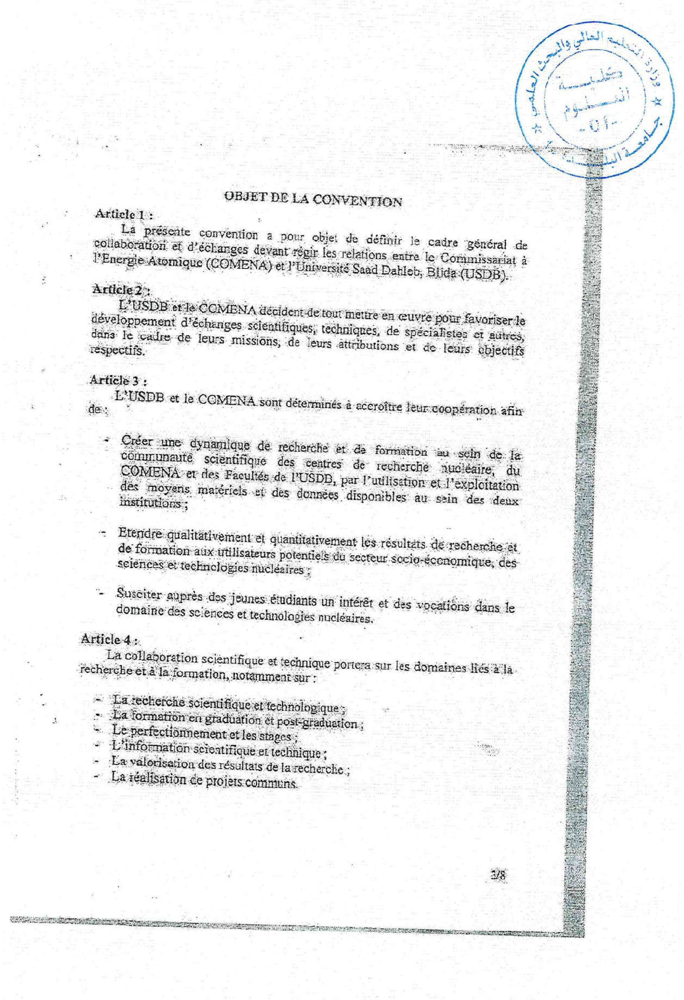 وزارة التعليم العالي والبحث العلمي
كليـــة
العــلـوم
-01-
جامعـة البليـــدة
OBJET DE LA CONVENTION
Article 1 :
La présente convention a pour objet de définir le cadre général de
collaboration et d'échanges devant régir les relations entre le Commissariat à
l'Energie Atomique (COMENA) et l'Université Saad Dahleb, Blida (USDB).
Article 2 :
L'USDB et le COMENA décident de tout mettre en œuvre pour favoriser le
développement d'échanges scientifiques, techniques, de spécialistes et autres,
dans le cadre de leurs missions, de leurs attributions et de leurs objectifs
respectifs.
Article 3 :
L'USDB et le COMENA sont déterminés à accroître leur coopération afin
de :
- Créer une dynamique de recherche et de formation au sein de la
communauté scientifique des centres de recherche nucléaire, du
COMENA et des Facultés de l'USDB, par l'utilisation et l'exploitation
des moyens matériels et des données disponibles au sein des deux
institutions ;
- Etendre qualitativement et quantitativement les résultats de recherche et
de formation aux utilisateurs potentiels du secteur socio-économique, des
sciences et technologies nucléaires ;
- Susciter auprès des jeunes étudiants un intérêt et des vocations dans le
domaine des sciences et technologies nucléaires.
Article 4 :
La collaboration scientifique et technique portera sur les domaines liés à la
recherche et à la formation, notamment sur :
- La recherche scientifique et technologique ;
- La formation en graduation et post-graduation ;
- Le perfectionnement et les stages ;
- L'information scientifique et technique ;
- La valorisation des résultats de la recherche ;
- La réalisation de projets communs.
3/8